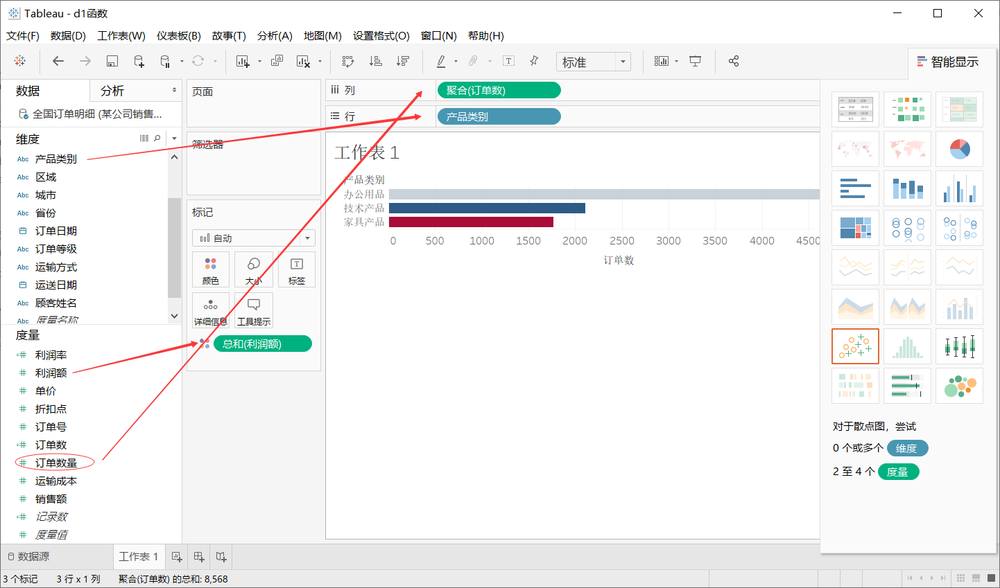 Tableau - d1函数
文件(F) 数据(D) 工作表(W) 仪表板(B) 故事(T) 分析(A) 地图(M) 设置格式(O) 窗口(N) 帮助(H)
标准
智能显示
数据 分析
全国订单明细 (某公司销售...
维度
Abc 产品类别
Abc 区域
Abc 城市
Abc 省份
订单日期
Abc 订单等级
Abc 运输方式
运送日期
Abc 顾客姓名
Abc 度量名称
度量
利润率
利润额
单价
折扣点
订单号
订单数
订单数量
运输成本
销售额
记录数
度量值
页面
筛选器
标记
自动
颜色 大小 标签
详细信息 工具提示
总和(利润额)
列 聚合(订单数)
行 产品类别
工作表 1
产品类别
办公用品
技术产品
家具产品
0 500 1000 1500 2000 2500 3000 3500 4000 4500
订单数
对于散点图，尝试
0 个或多个 维度
2 至 4 个 度量
数据源 工作表 1
3 个标记 3 行 x 1 列 聚合(订单数) 的总和: 8,568